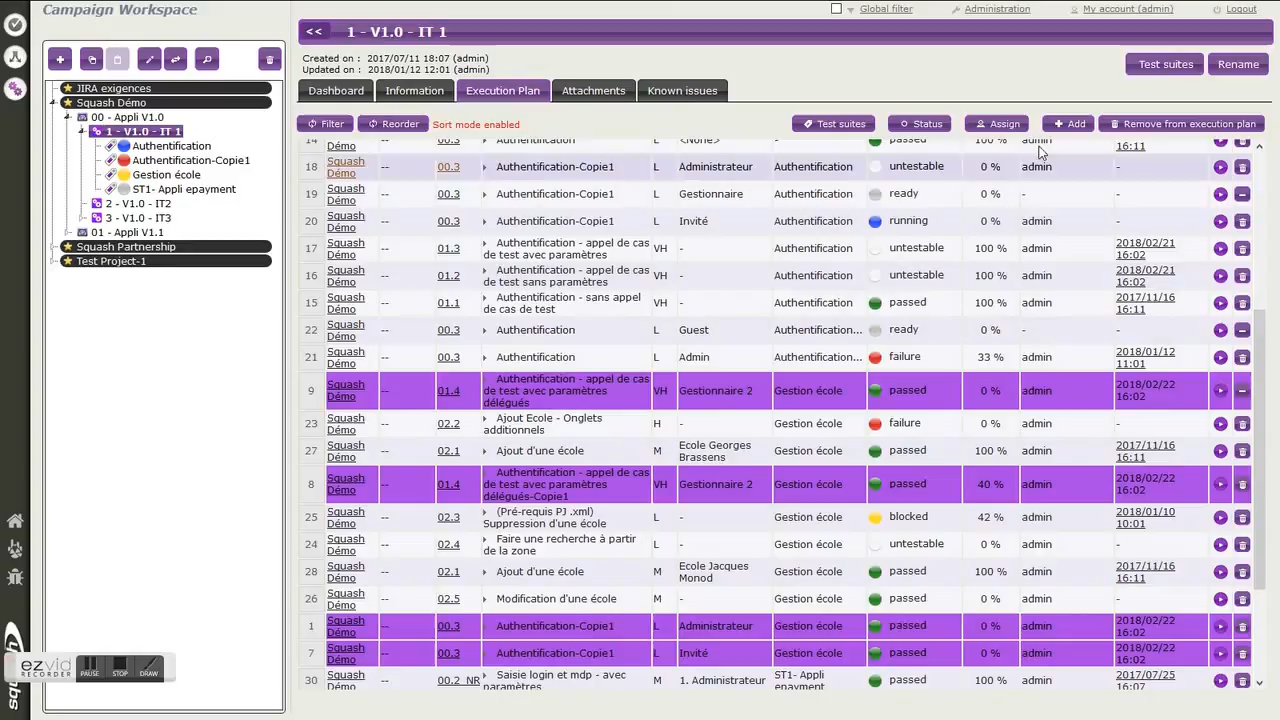 Campaign Workspace
Global filter
Administration
My account (admin)
Logout
<< 1 - V1.0 - IT 1
Created on : 2017/07/11 18:07 (admin)
Updated on : 2018/01/12 12:01 (admin)
Test suites
Rename
Dashboard
Information
Execution Plan
Attachments
Known issues
Filter
Reorder
Sort mode enabled
Test suites
Status
Assign
Add
Remove from execution plan
JIRA exigences
Squash Démo
00 - Appli V1.0
1 - V1.0 - IT 1
Authentification
Authentification-Copie1
Gestion école
ST1- Appli epayment
2 - V1.0 - IT2
3 - V1.0 - IT3
01 - Appli V1.1
Squash Partnership
Test Project-1
14 Démo -- 00.3 L <None> - passed 100 % admin 16:11
18 Squash Démo -- 00.3 Authentification-Copie1 L Administrateur Authentification untestable 0 % admin -
19 Squash Démo -- 00.3 Authentification-Copie1 L Gestionnaire Authentification ready 0 % - -
20 Squash Démo -- 00.3 Authentification-Copie1 L Invité Authentification running 0 % admin -
17 Squash Démo -- 01.3 Authentification - appel de cas de test avec paramètres VH - Authentification untestable 100 % admin 2018/02/21 16:02
16 Squash Démo -- 01.2 Authentification - appel de cas de test sans paramètres VH - Authentification untestable 100 % admin 2018/02/21 16:02
15 Squash Démo -- 01.1 Authentification - sans appel de cas de test VH - Authentification passed 100 % admin 2017/11/16 16:11
22 Squash Démo -- 00.3 Authentification L Guest Authentification... ready 0 % - -
21 Squash Démo -- 00.3 Authentification L Admin Authentification... failure 33 % admin 2018/01/12 11:01
9 Squash Démo -- 01.4 Authentification - appel de cas de test avec paramètres délégués VH Gestionnaire 2 Gestion école passed 0 % admin 2018/02/22 16:02
23 Squash Démo -- 02.2 Ajout Ecole - Onglets additionnels H - Gestion école failure 0 % admin -
27 Squash Démo -- 02.1 Ajout d'une école M Ecole Georges Brassens Gestion école passed 0 % admin 2017/11/16 16:11
8 Squash Démo -- 01.4 Authentification - appel de cas de test avec paramètres délégués-Copie1 VH Gestionnaire 2 Gestion école passed 40 % admin 2018/02/22 16:02
25 Squash Démo -- 02.3 (Pré-requis PJ .xml) Suppression d'une école L - Gestion école blocked 42 % admin 2018/01/10 10:01
24 Squash Démo -- 02.4 Faire une recherche à partir de la zone L - Gestion école untestable 0 % admin -
28 Squash Démo -- 02.1 Ajout d'une école M Ecole Jacques Monod Gestion école passed 100 % admin 2017/11/16 16:11
26 Squash Démo -- 02.5 Modification d'une école M - Gestion école passed 0 % admin -
1 Squash Démo -- 00.3 Authentification-Copie1 L Administrateur Gestion école passed 0 % admin 2018/02/22 16:02
7 Squash Démo -- 00.3 Authentification-Copie1 L Invité Gestion école passed 0 % admin 2018/02/22 16:02
30 Squash Démo -- 00.2_NR Saisie login et mdp - avec paramètres M 1. Administrateur ST1- Appli epayment passed 100 % admin 2017/07/25 16:07
ezvid
RECORDER
PAUSE
STOP
DRAW